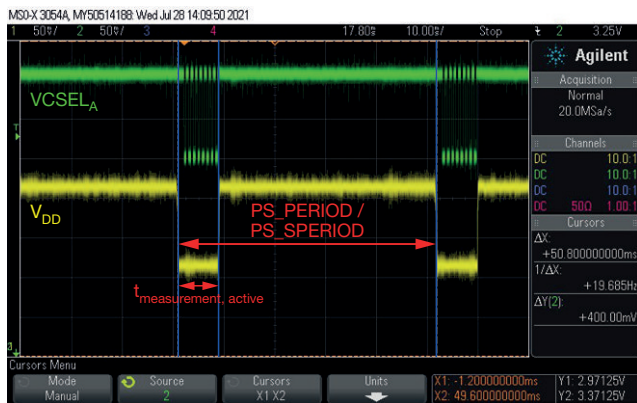 MSO-X 3054A, MY50514188: Wed Jul 28 14:09:50 2021
1 50%/ 2 50%/ 3 4 17.80s 10.00s/ Stop 2 3.25V
Agilent
Acquisition
Normal
20.0MSa/s
Channels
DC 10.0:1
DC 10.0:1
DC 10.0:1
DC 50Ω 1.00:1
Cursors
ΔX:
+50.800000000ms
1/ΔX:
+19.685Hz
ΔY(2):
+400.00mV
VCSELA
VDD
PS_PERIOD /
PS_SPERIOD
tmeasurement, active
T
3
Cursors Menu
Mode
Manual
Source
2
Cursors
X1 X2
Units
X1: -1.200000000ms
X2: 49.600000000ms
Y1: 2.97125V
Y2: 3.37125V